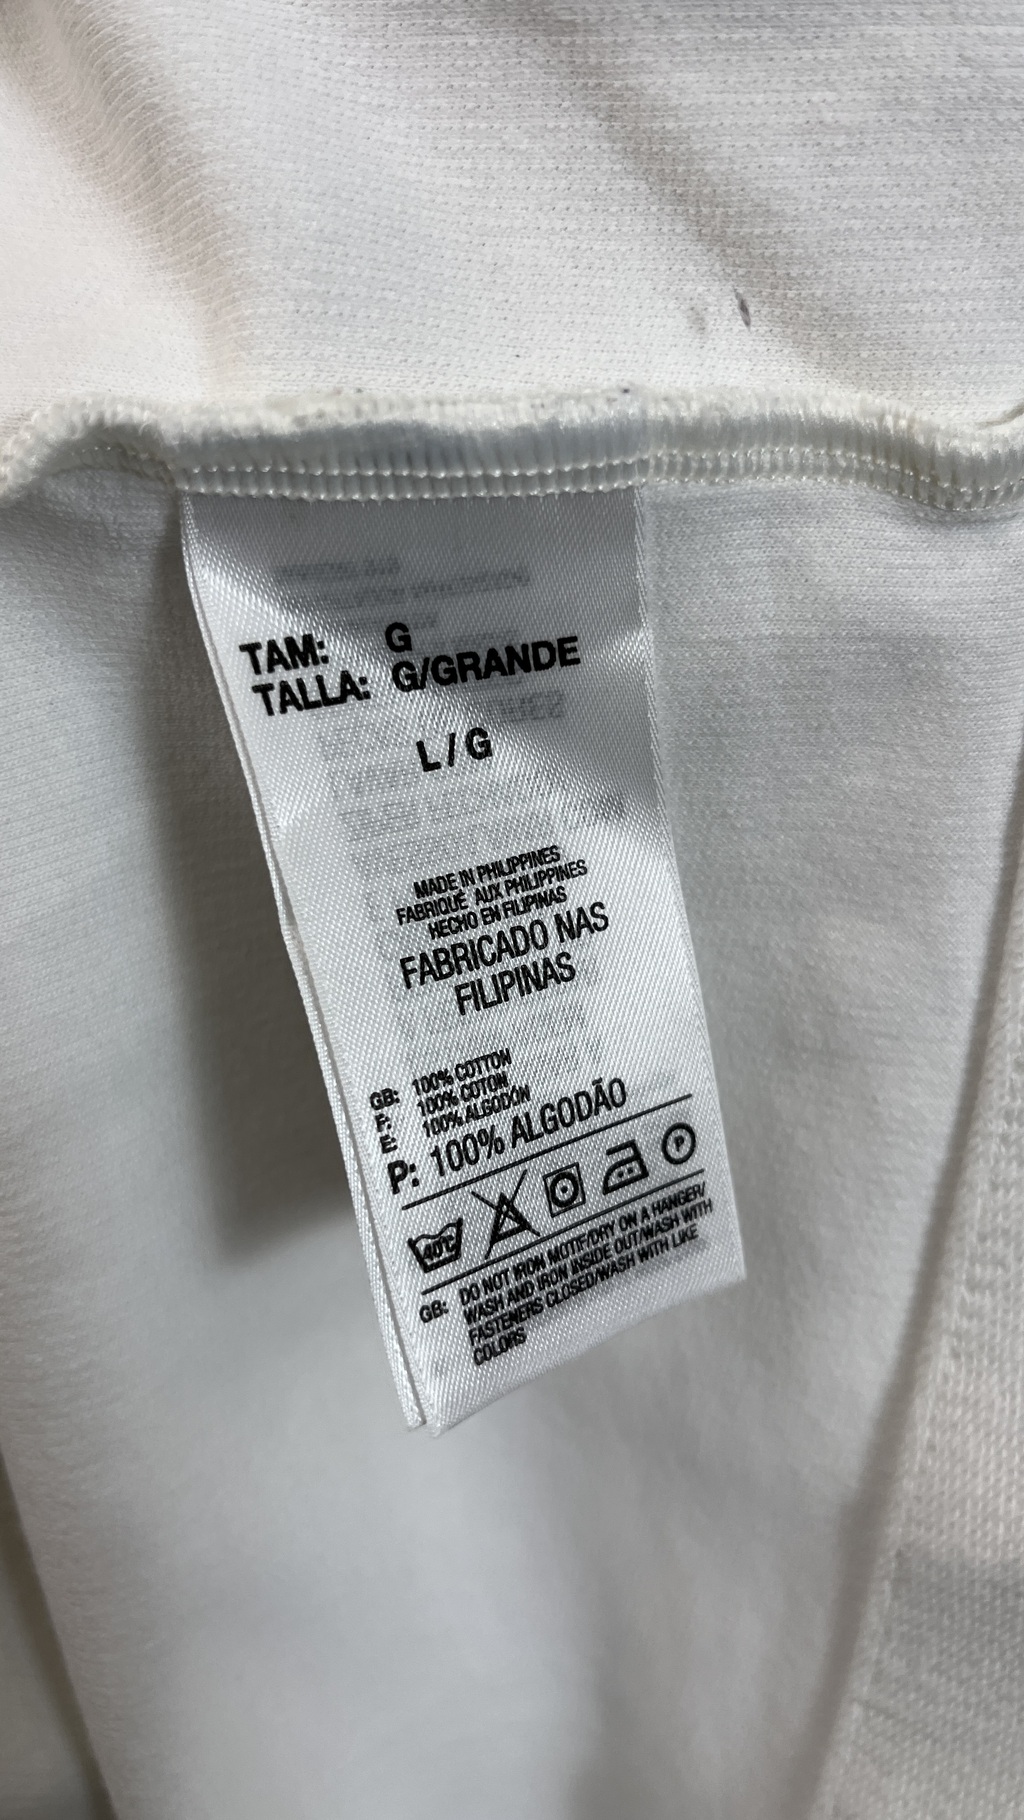 TAM: G
TALLA: G/GRANDE
L / G
MADE IN PHILIPPINES
FABRIQUE AUX PHILIPPINES
HECHO EN FILIPINAS
FABRICADO NAS
FILIPINAS
GB: 100% COTTON
F: 100% COTON
E: 100% ALGODON
P: 100% ALGODÃO
40C P
GB: DO NOT IRON MOTIF/DRY ON A HANGER/
WASH AND IRON INSIDE OUT/WASH WITH
FASTENERS CLOSED/WASH WITH LIKE
COLORS